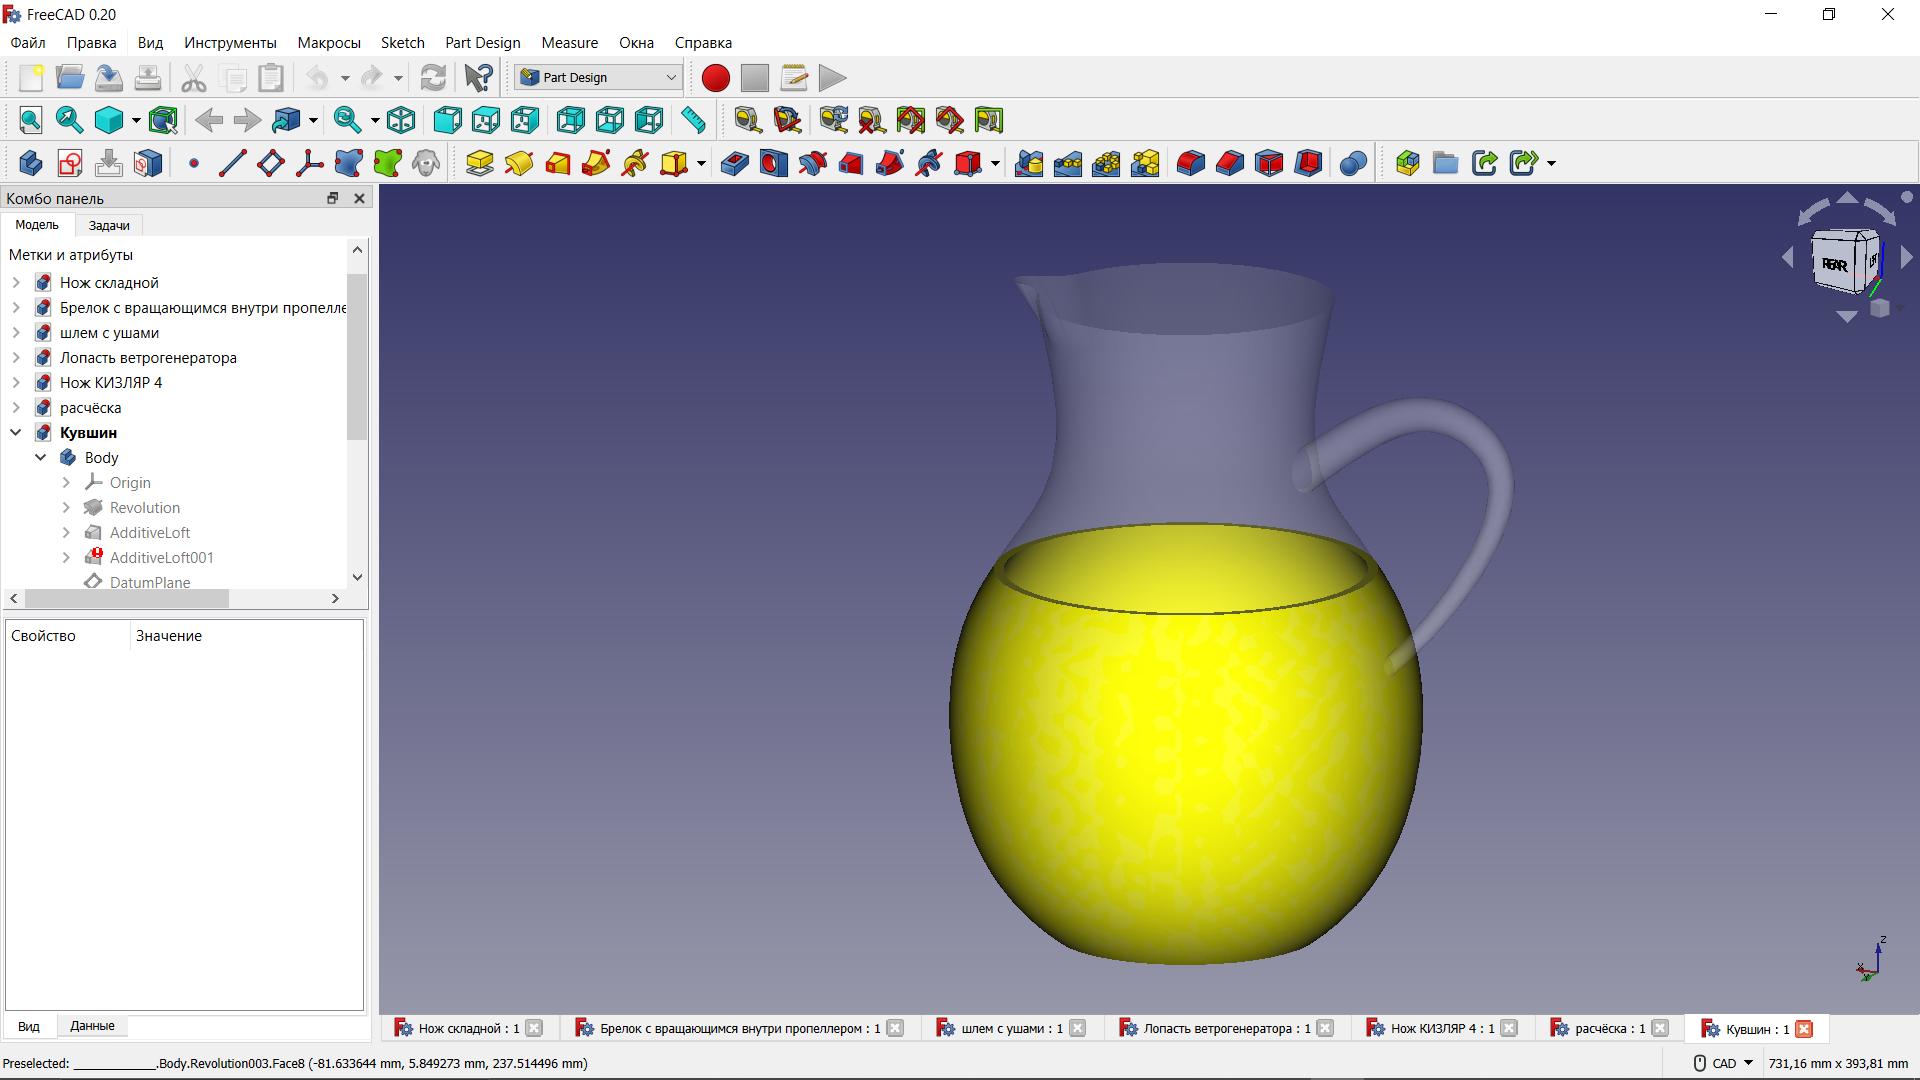 FreeCAD 0.20
Файл Правка Вид Инструменты Макросы Sketch Part Design Measure Окна Справка
Part Design
Комбо панель
Модель Задачи
Метки и атрибуты
Нож складной
Брелок с вращающимся внутри пропелле
шлем с ушами
Лопасть ветрогенератора
Нож КИЗЛЯР 4
расчёска
Кувшин
Body
Origin
Revolution
AdditiveLoft
AdditiveLoft001
DatumPlane
Свойство Значение
Вид Данные
REAR
Z
X
Y
Нож складной : 1 Брелок с вращающимся внутри пропеллером : 1 шлем с ушами : 1 Лопасть ветрогенератора : 1 Нож КИЗЛЯР 4 : 1 расчёска : 1 Кувшин : 1
Preselected: ______________.Body.Revolution003.Face8 (-81.633644 mm, 5.849273 mm, 237.514496 mm) CAD 731,16 mm x 393,81 mm